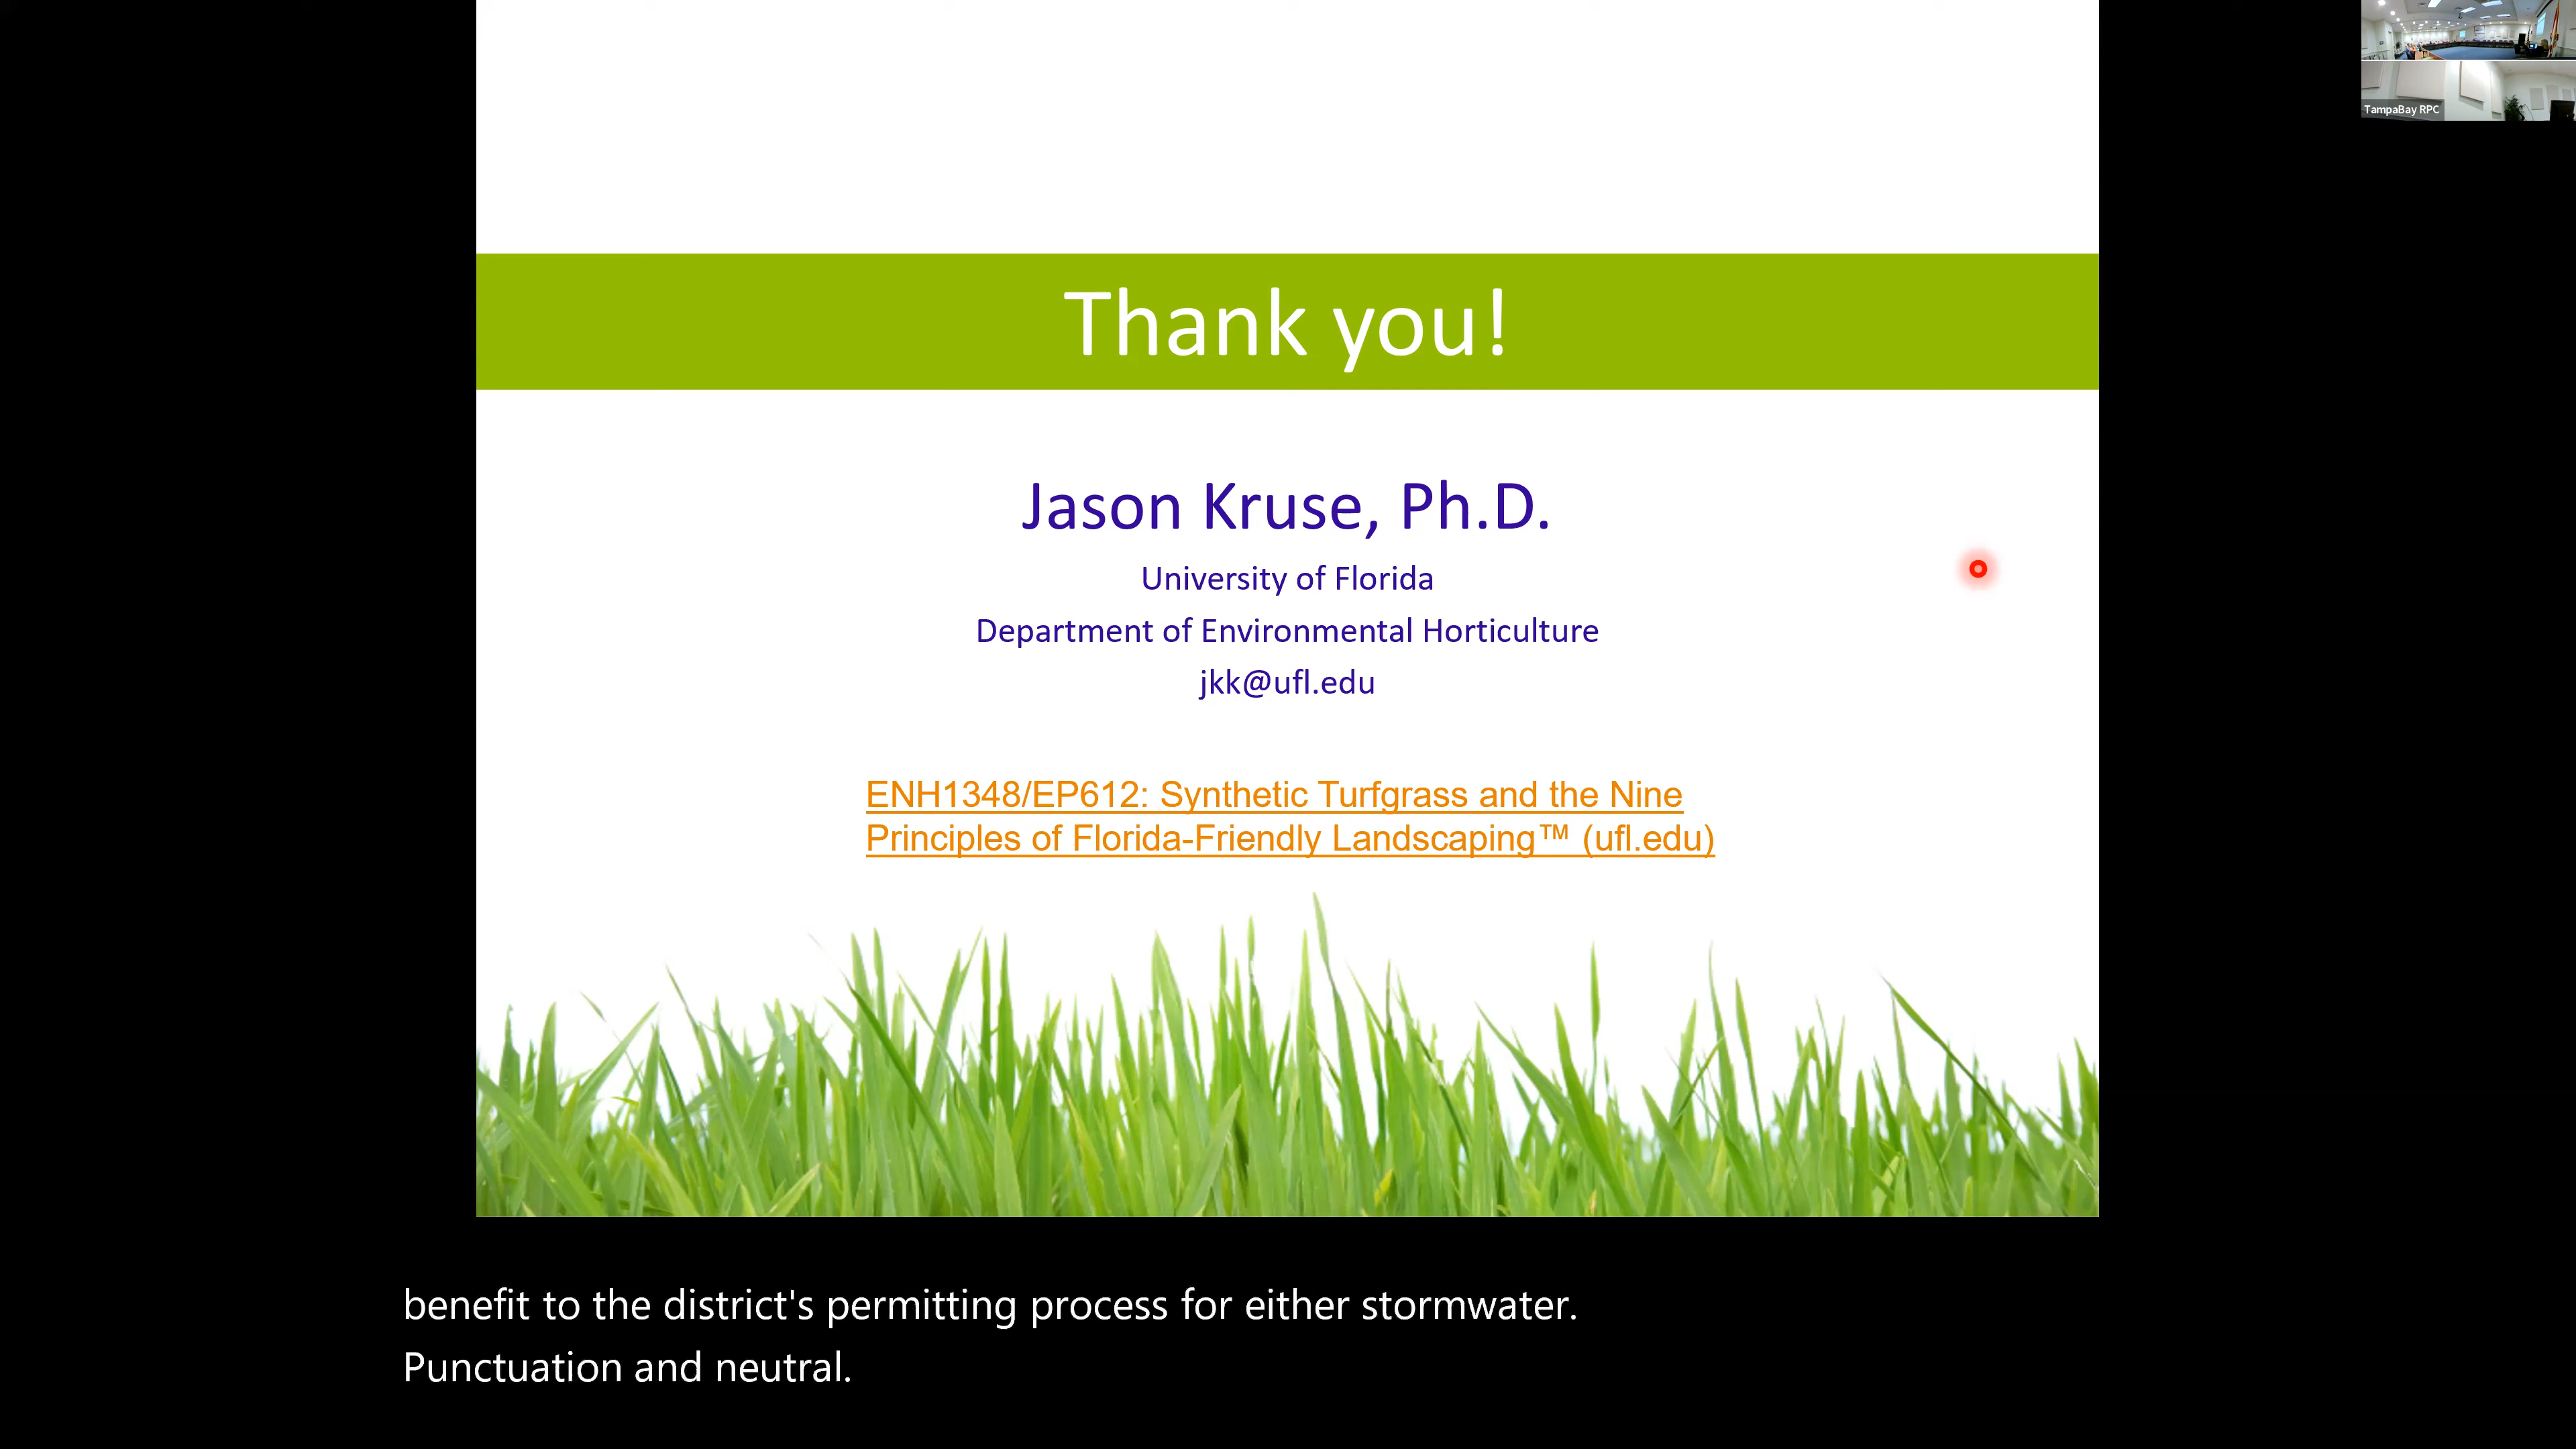 TampaBay RPC
Thank you!
Jason Kruse, Ph.D.
University of Florida
Department of Environmental Horticulture
jkk@ufl.edu
ENH1348/EP612: Synthetic Turfgrass and the Nine
Principles of Florida-Friendly Landscaping™ (ufl.edu)
benefit to the district's permitting process for either stormwater.
Punctuation and neutral.